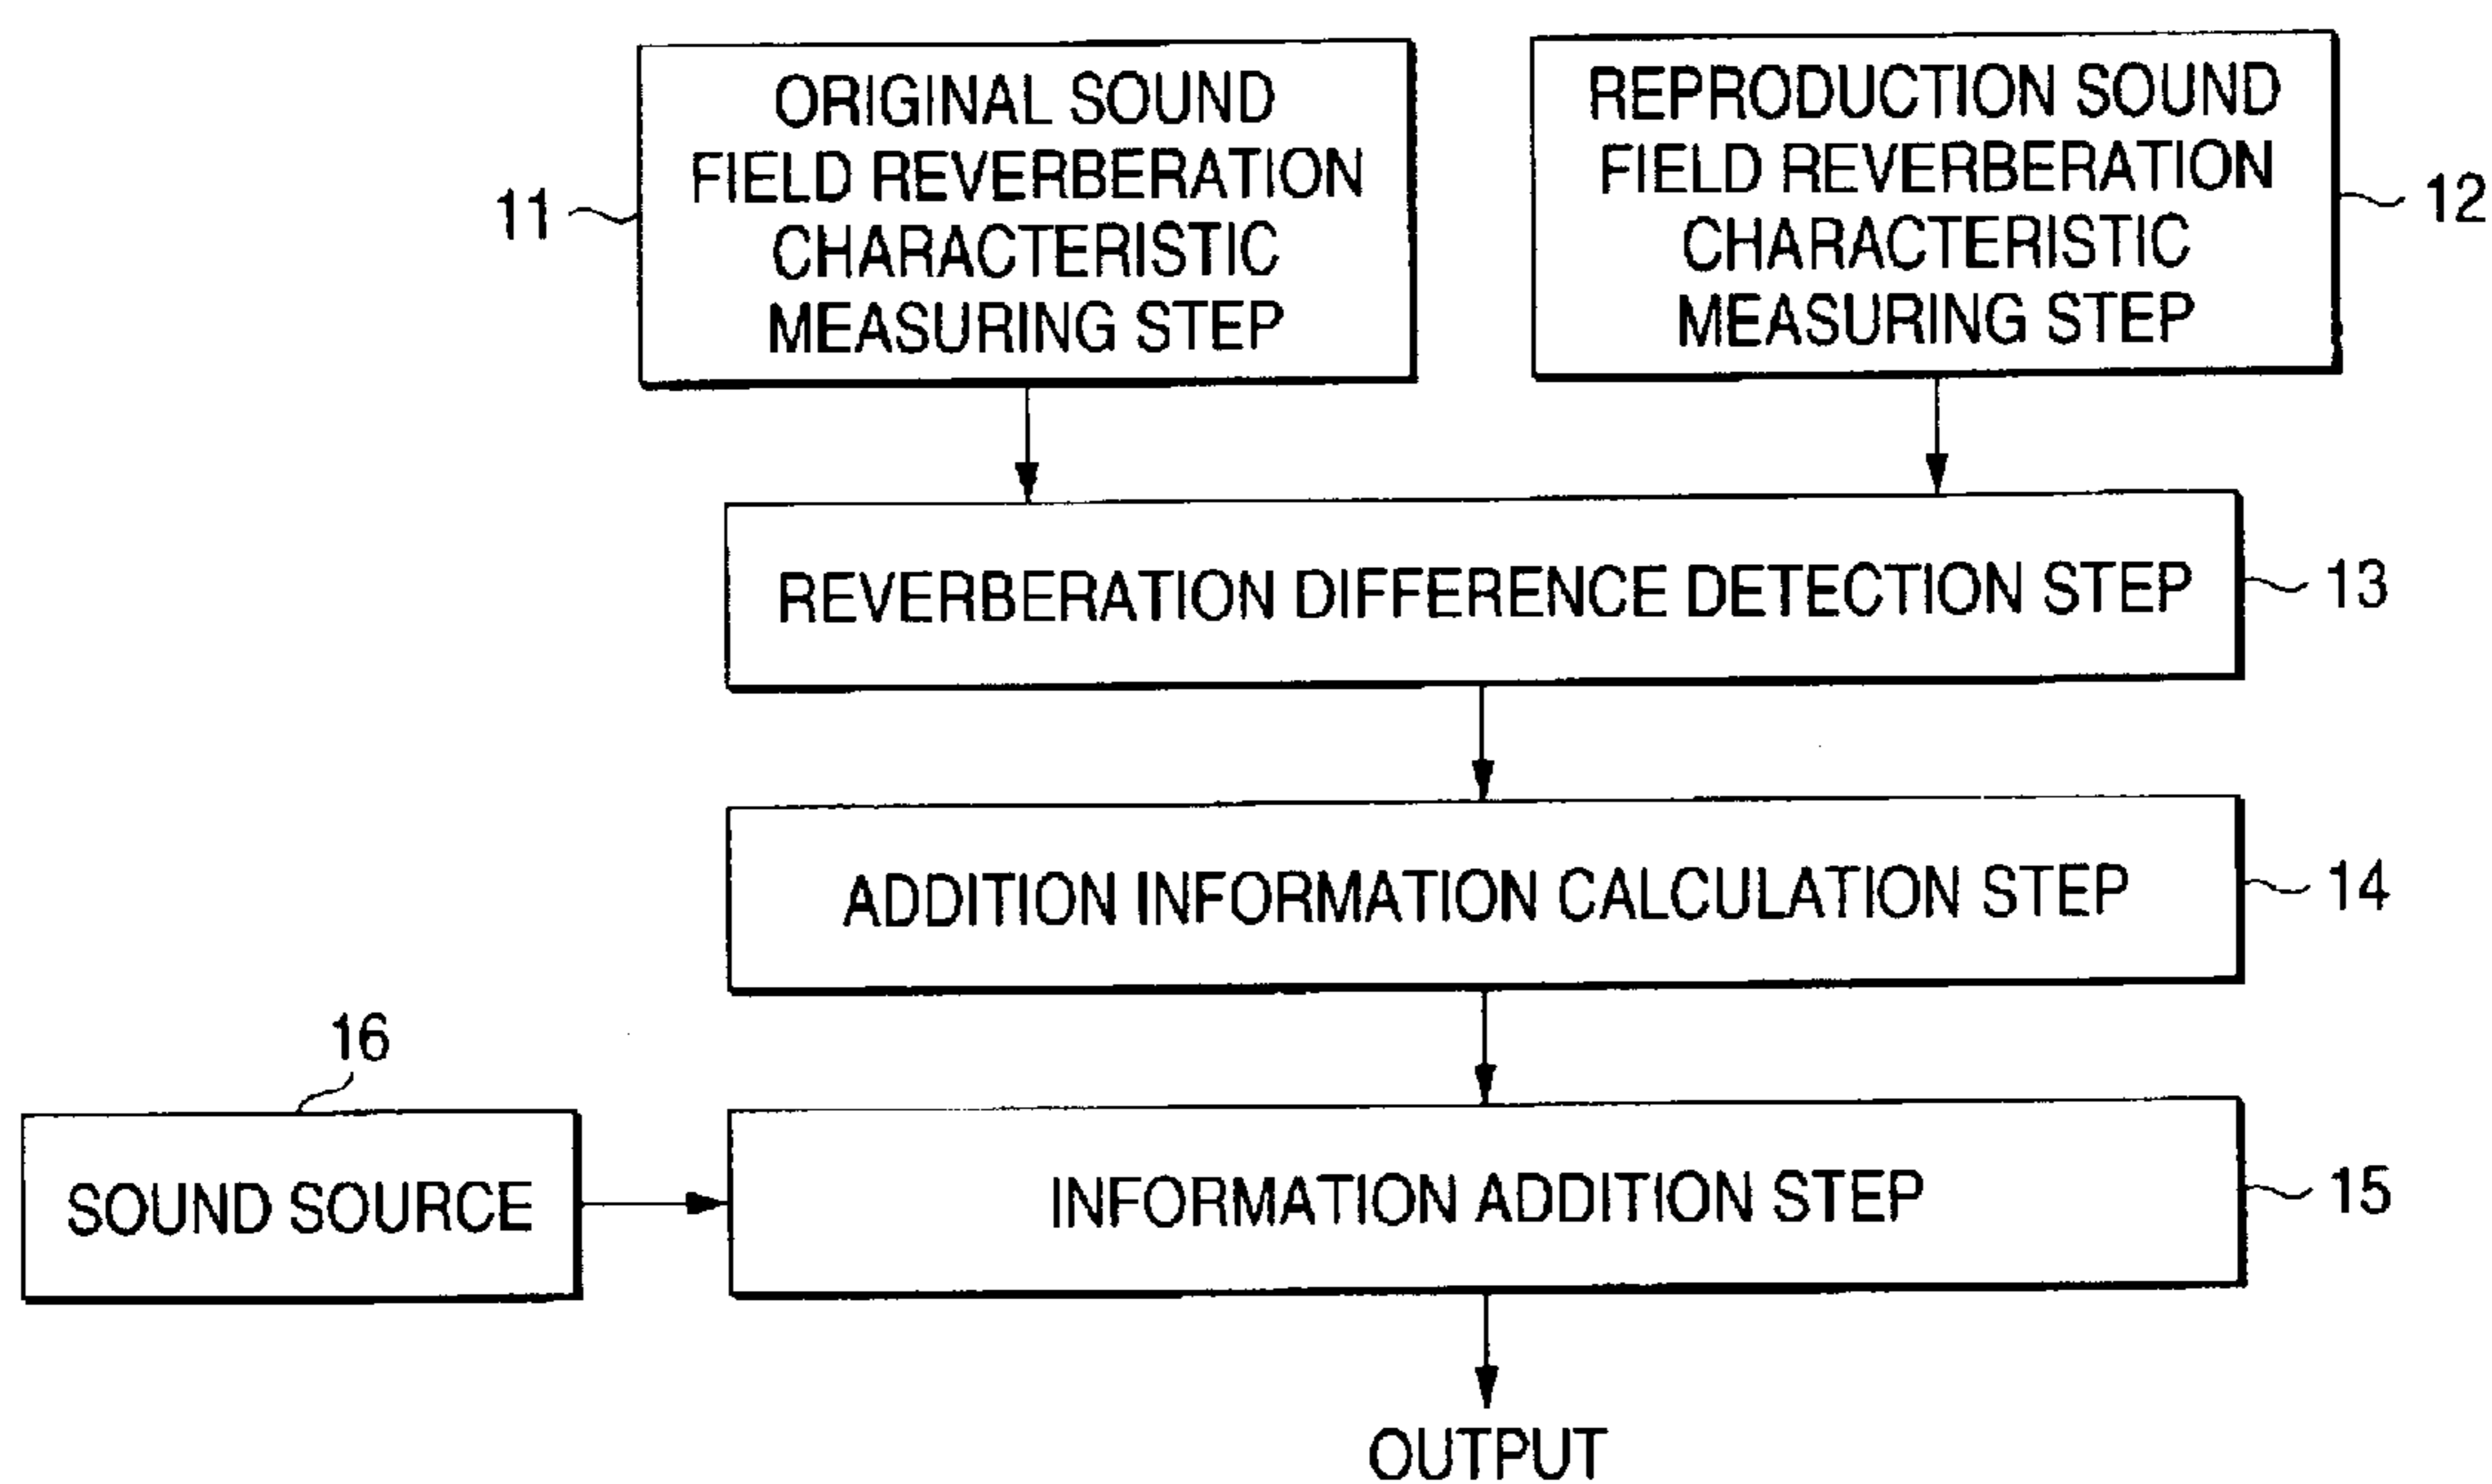 ORIGINAL SOUND
FIELD REVERBERATION
CHARACTERISTIC
MEASURING STEP
11
REPRODUCTION SOUND
FIELD REVERBERATION
CHARACTERISTIC
MEASURING STEP
12
REVERBERATION DIFFERENCE DETECTION STEP
13
ADDITION INFORMATION CALCULATION STEP
14
16
SOUND SOURCE
INFORMATION ADDITION STEP
15
OUTPUT